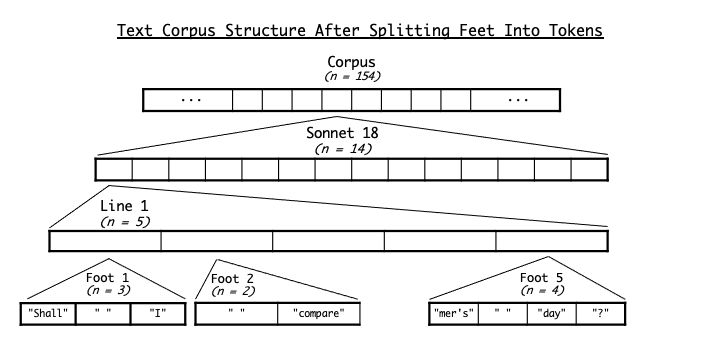 Text Corpus Structure After Splitting Feet Into Tokens
Corpus
(n = 154)
... ...
Sonnet 18
(n = 14)
Line 1
(n = 5)
Foot 1 Foot 2 Foot 5
(n = 3) (n = 2) (n = 4)
"Shall" " " "I" " " "compare" "mer's" " " "day" "?"